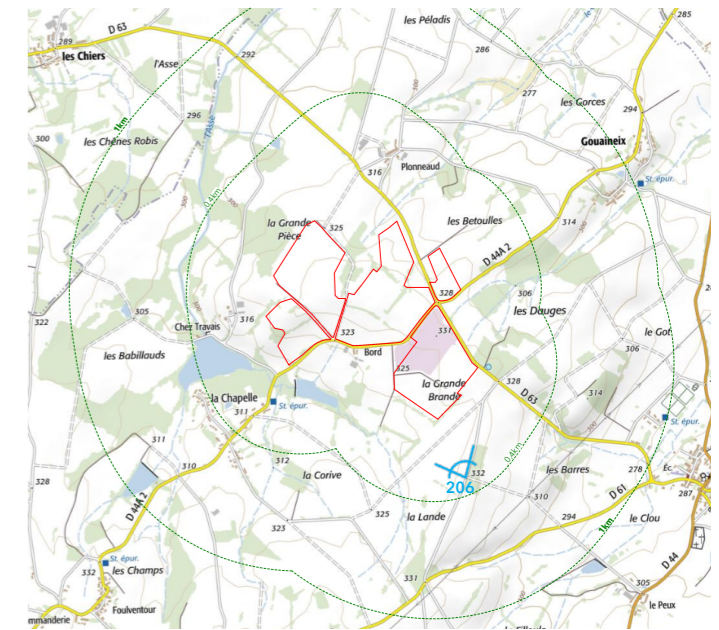 D 63
les Péladis
285
289
les Chiers
292
286
l'Asse
277
les Gorces
296
294
1km
l'Asse
300
les Chênes Robis
Gouaineix
316
Plonneaud
St. épur.
0.4km
la Grande
Pièce
325
les Betoulles
314
D 44A 2
328
306
305
322
316
les Dauges
Cher Travais
323
331
le Got
les Babillauds
Bord
306
325
la Grande
Brande
328
314
la Chapelle
311
St. épur.
D 63
St. épur.
311
310
312
0.4km
les Barres
278
Éc.
328
la Corive
332
206
310
D 61
287
D 44A 2
325
la Lande
294
le Clou
323
1km
D 44
St. épur.
332
les Champs
331
305
Foulventour
le Peux
mmanderie